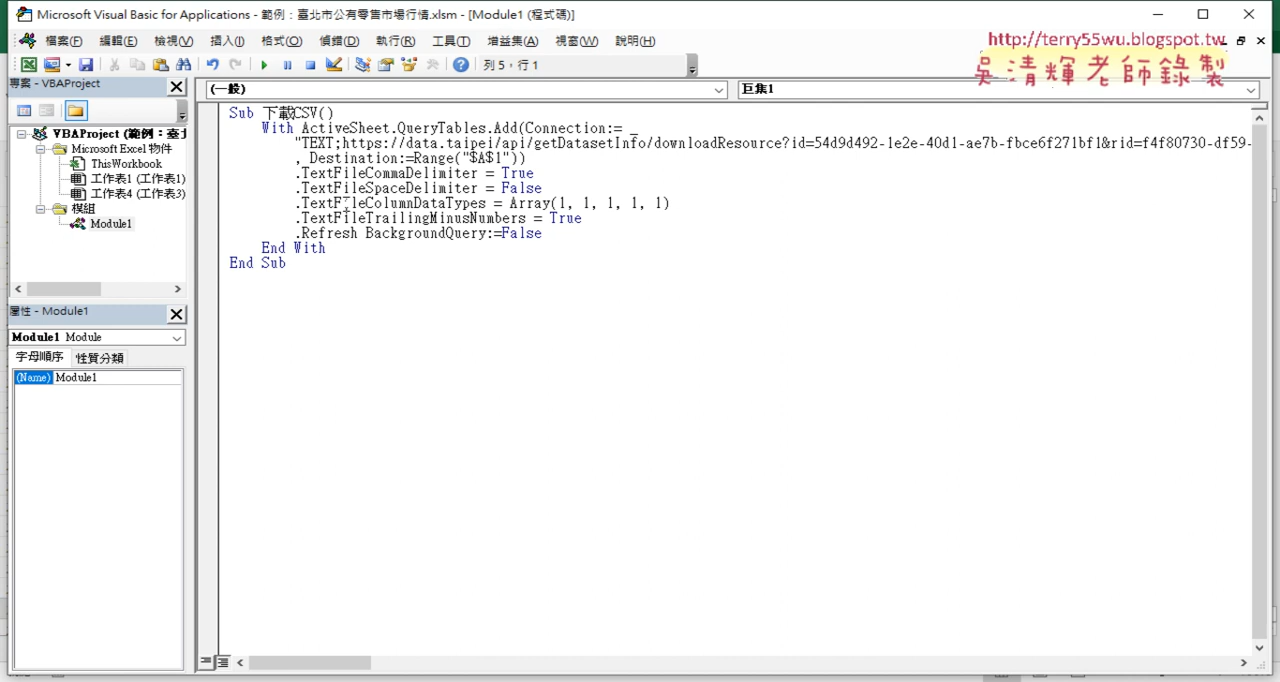 Microsoft Visual Basic for Applications - 範例：臺北市公有零售市場行情.xlsm - [Module1 (程式碼)]
http://terry55wu.blogspot.tw
吳清輝老師錄製
檔案(F) 編輯(E) 檢視(V) 插入(I) 格式(O) 偵錯(D) 執行(R) 工具(T) 增益集(A) 視窗(W) 說明(H)
列 5，行 1
專案 - VBAProject
(一般)
巨集1
VBAProject (範例：臺
Microsoft Excel 物件
ThisWorkbook
工作表1 (工作表1)
工作表4 (工作表3)
模組
Module1
屬性 - Module1
Module1 Module
字母順序 性質分類
(Name) Module1
Sub 下載CSV()
With ActiveSheet.QueryTables.Add(Connection:= _
"TEXT;https://data.taipei/api/getDatasetInfo/downloadResource?id=54d9d492-1e2e-40d1-ae7b-fbce6f271bf1&rid=f4f80730-df59-
, Destination:=Range("$A$1"))
.TextFileCommaDelimiter = True
.TextFileSpaceDelimiter = False
.TextFileColumnDataTypes = Array(1, 1, 1, 1, 1)
.TextFileTrailingMinusNumbers = True
.Refresh BackgroundQuery:=False
End With
End Sub